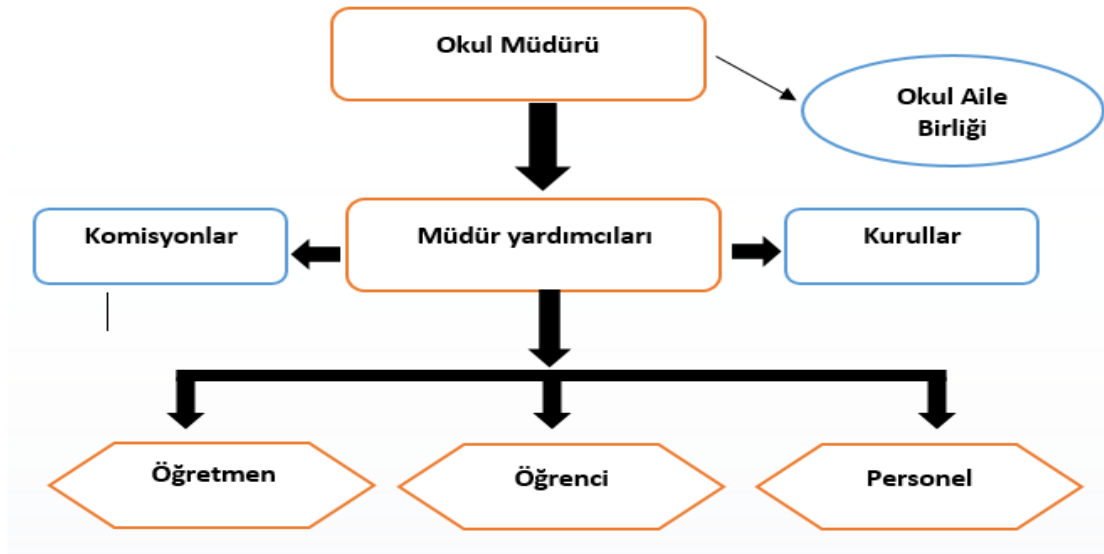 Okul Müdürü
Okul Aile
Birliği
Komisyonlar
Müdür yardımcıları
Kurullar
Öğretmen
Öğrenci
Personel